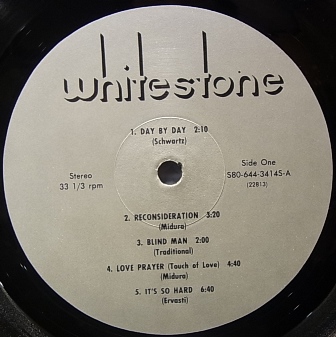 whitestone
1. DAY BY DAY 2:10
(Schwartz)
Stereo
33 1/3 rpm
Side One
S80-644-3414S-A
(22813)
2. RECONSIDERATION 3:20
(Midura)
3. BLIND MAN 2:00
(Traditional)
4. LOVE PRAYER (Touch of Love) 4:40
(Midura)
5. IT'S SO HARD 6:40
(Ervasti)